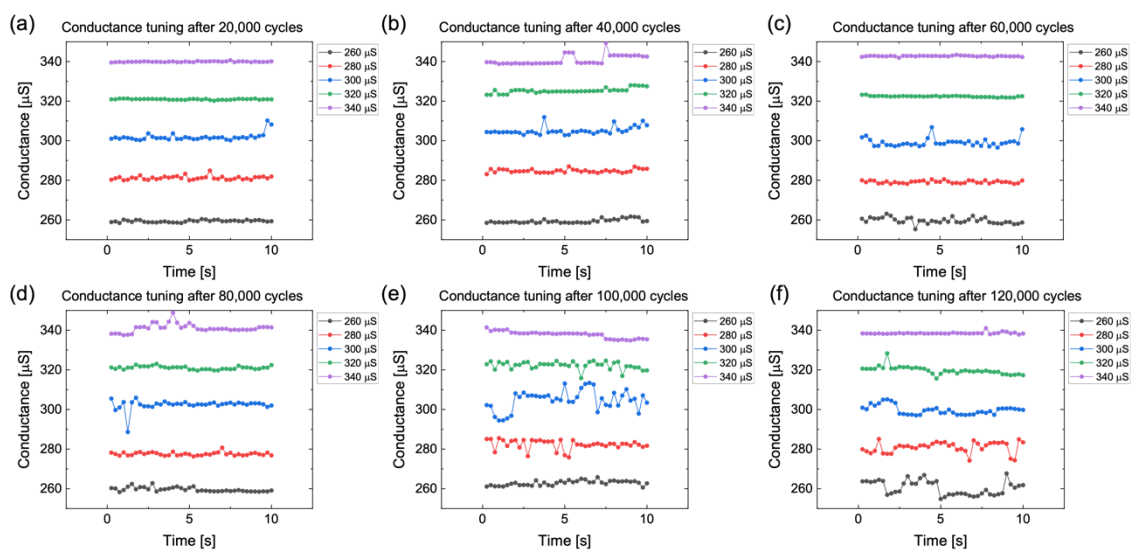 (a)
Conductance tuning after 20,000 cycles
Conductance [µS]
340
320
300
280
260
0
5
10
Time [s]
260 µS
280 µS
300 µS
320 µS
340 µS
(b)
Conductance tuning after 40,000 cycles
Conductance [µS]
340
320
300
280
260
0
5
10
Time [s]
260 µS
280 µS
300 µS
320 µS
340 µS
(c)
Conductance tuning after 60,000 cycles
Conductance [µS]
340
320
300
280
260
0
5
10
Time [s]
260 µS
280 µS
300 µS
320 µS
340 µS
(d)
Conductance tuning after 80,000 cycles
Conductance [µS]
340
320
300
280
260
0
5
10
Time [s]
260 µS
280 µS
300 µS
320 µS
340 µS
(e)
Conductance tuning after 100,000 cycles
Conductance [µS]
340
320
300
280
260
0
5
10
Time [s]
260 µS
280 µS
300 µS
320 µS
340 µS
(f)
Conductance tuning after 120,000 cycles
Conductance [µS]
340
320
300
280
260
0
5
10
Time [s]
260 µS
280 µS
300 µS
320 µS
340 µS